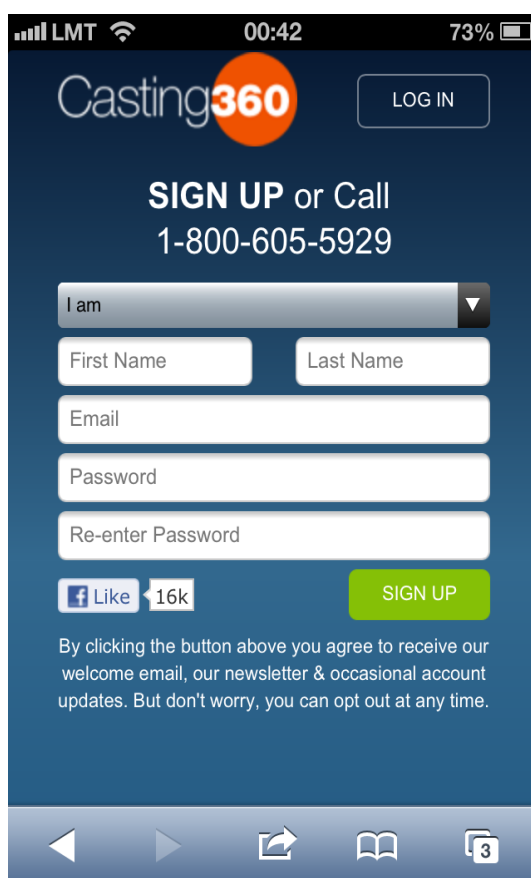 LMT 00:42 73%
Casting360 LOG IN
SIGN UP or Call
1-800-605-5929
I am
First Name Last Name
Email
Password
Re-enter Password
f Like 16k SIGN UP
By clicking the button above you agree to receive our
welcome email, our newsletter & occasional account
updates. But don't worry, you can opt out at any time.
3